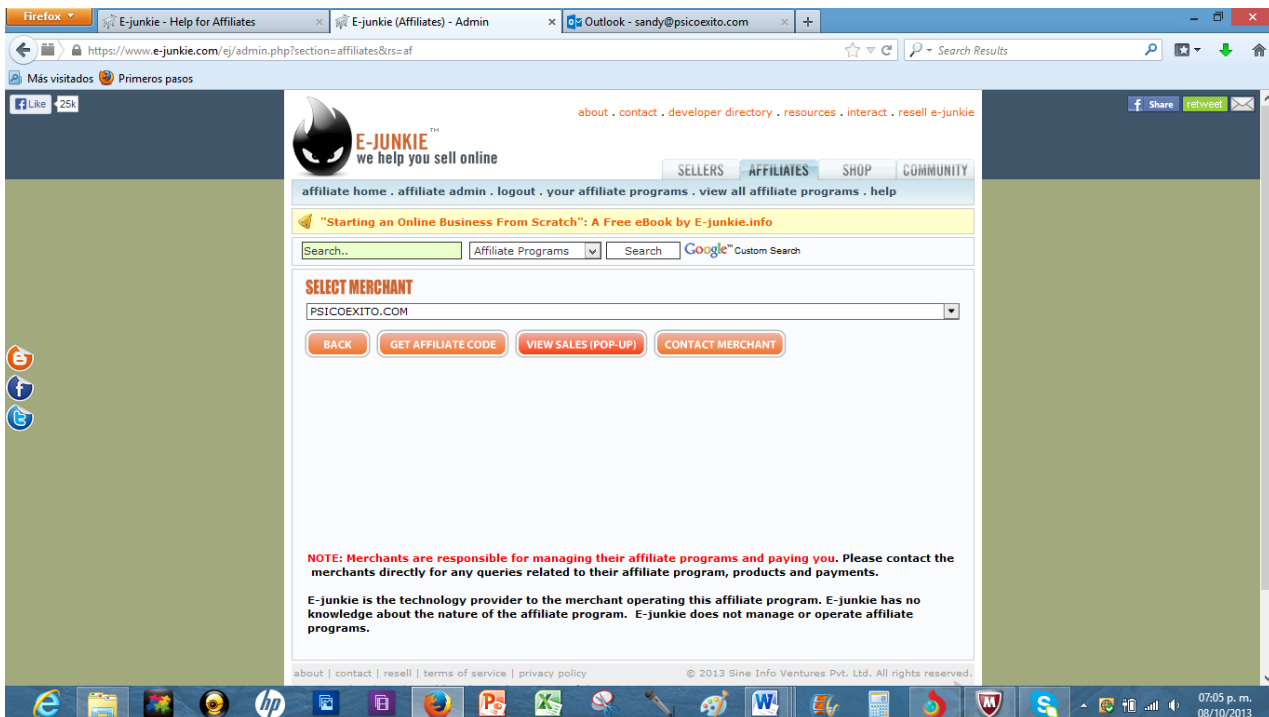 Firefox
E-junkie - Help for Affiliates
E-junkie (Affiliates) - Admin
Outlook - sandy@psicoexito.com
https://www.e-junkie.com/ej/admin.php?section=affiliates&rs=af
Search Results
Más visitados
Primeros pasos
Like 25k
Share
retweet
about . contact . developer directory . resources . interact . resell e-junkie
E-JUNKIE™
we help you sell online
SELLERS AFFILIATES SHOP COMMUNITY
affiliate home . affiliate admin . logout . your affiliate programs . view all affiliate programs . help
"Starting an Online Business From Scratch": A Free eBook by E-junkie.info
Search.. Affiliate Programs Search Google™ Custom Search
SELECT MERCHANT
PSICOEXITO.COM
BACK GET AFFILIATE CODE VIEW SALES (POP-UP) CONTACT MERCHANT
NOTE: Merchants are responsible for managing their affiliate programs and paying you. Please contact the
merchants directly for any queries related to their affiliate program, products and payments.
E-junkie is the technology provider to the merchant operating this affiliate program. E-junkie has no
knowledge about the nature of the affiliate program. E-junkie does not manage or operate affiliate
programs.
about | contact | resell | terms of service | privacy policy
© 2013 Sine Info Ventures Pvt. Ltd. All rights reserved.
07:05 p. m.
08/10/2013